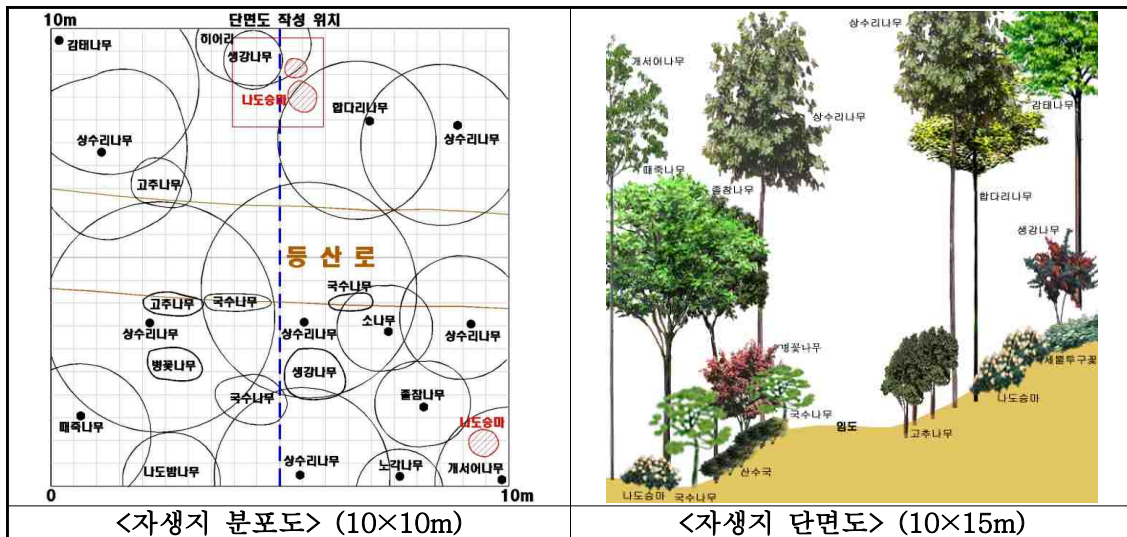 10m
단면도 작성 위치
감태나무
히어리
생강나무
나도승마
합다리나무
상수리나무
상수리나무
고주나무
등 산 로
고주나무
국수나무
국수나무
상수리나무
상수리나무
소나무
상수리나무
병꽃나무
생강나무
국수나무
졸참나무
때죽나무
나도승마
나도밤나무
상수리나무
노각나무
개서어나무
0
10m
<자생지 분포도> (10×10m)
상수리나무
개서어나무
감태나무
상수리나무
때죽나무
졸참나무
합다리나무
생강나무
병꽃나무
세뿔투구꽃
나도승마
국수나무
임도
고추나무
산수국
나도승마
국수나무
<자생지 단면도> (10×15m)